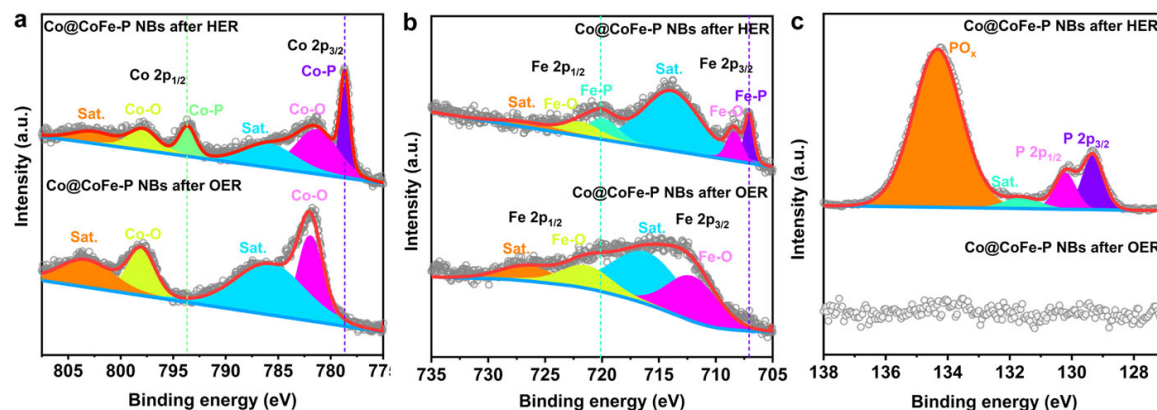 a
Co@CoFe-P NBs after HER
Co 2p3/2
Co 2p1/2
Co-P
Co-O
Co-P
Co-O
Sat.
Sat.
Co@CoFe-P NBs after OER
Co-O
Co-O
Sat.
Sat.
Intensity (a.u.)
805 800 795 790 785 780 775
Binding energy (eV)
b
Co@CoFe-P NBs after HER
Fe 2p1/2
Sat.
Fe 2p3/2
Fe-P
Fe-P
Sat.
Fe-O
Fe-O
Co@CoFe-P NBs after OER
Fe 2p1/2
Fe 2p3/2
Sat.
Sat.
Fe-O
Fe-O
Intensity (a.u.)
735 730 725 720 715 710 705
Binding energy (eV)
c
Co@CoFe-P NBs after HER
POx
P 2p3/2
P 2p1/2
Sat.
Co@CoFe-P NBs after OER
Intensity (a.u.)
138 136 134 132 130 128
Binding energy (eV)